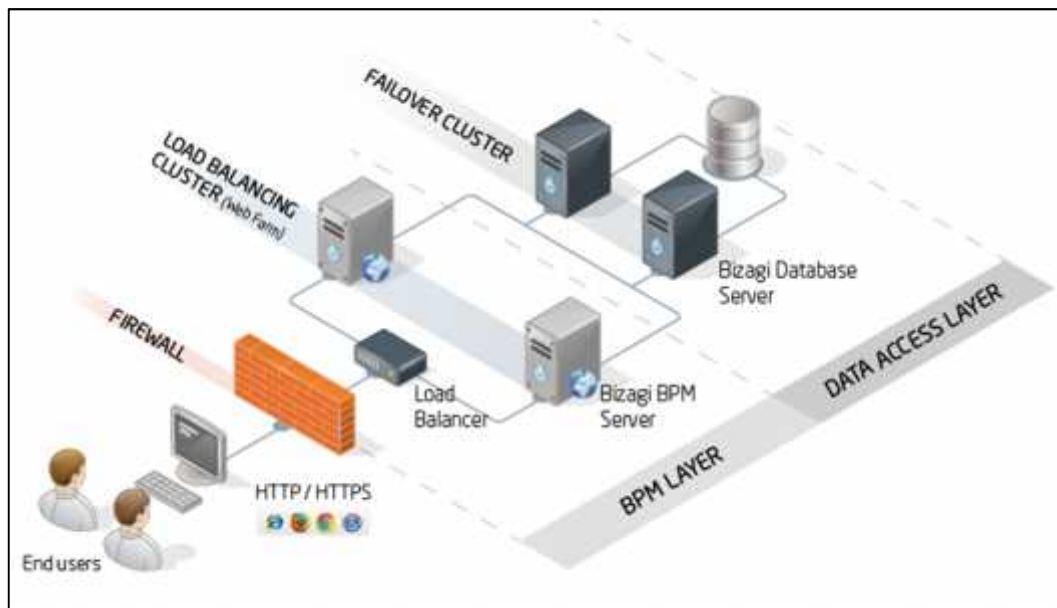 FAILOVER CLUSTER
LOAD BALANCING
CLUSTER (Web Farm)
Bizagi Database
Server
FIREWALL
DATA ACCESS LAYER
Load
Balancer
Bizagi BPM
Server
BPM LAYER
HTTP / HTTPS
End users